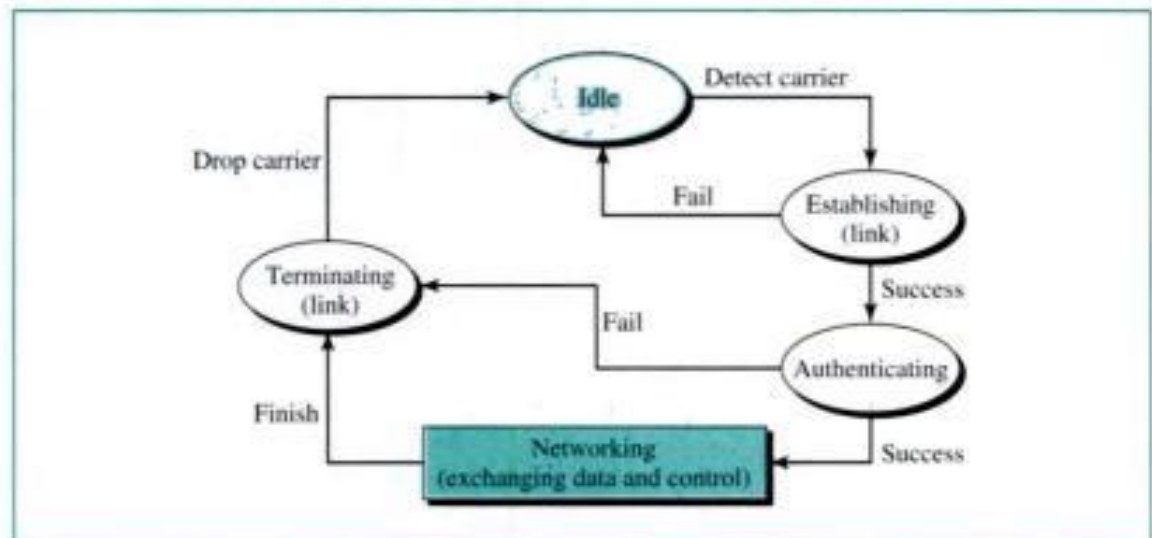 Idle
Detect carrier
Drop carrier
Fail
Establishing
(link)
Terminating
(link)
Success
Fail
Authenticating
Finish
Networking
(exchanging data and control)
Success